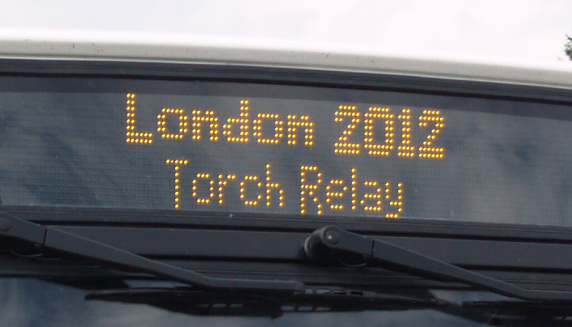 London 2012
Torch Relay